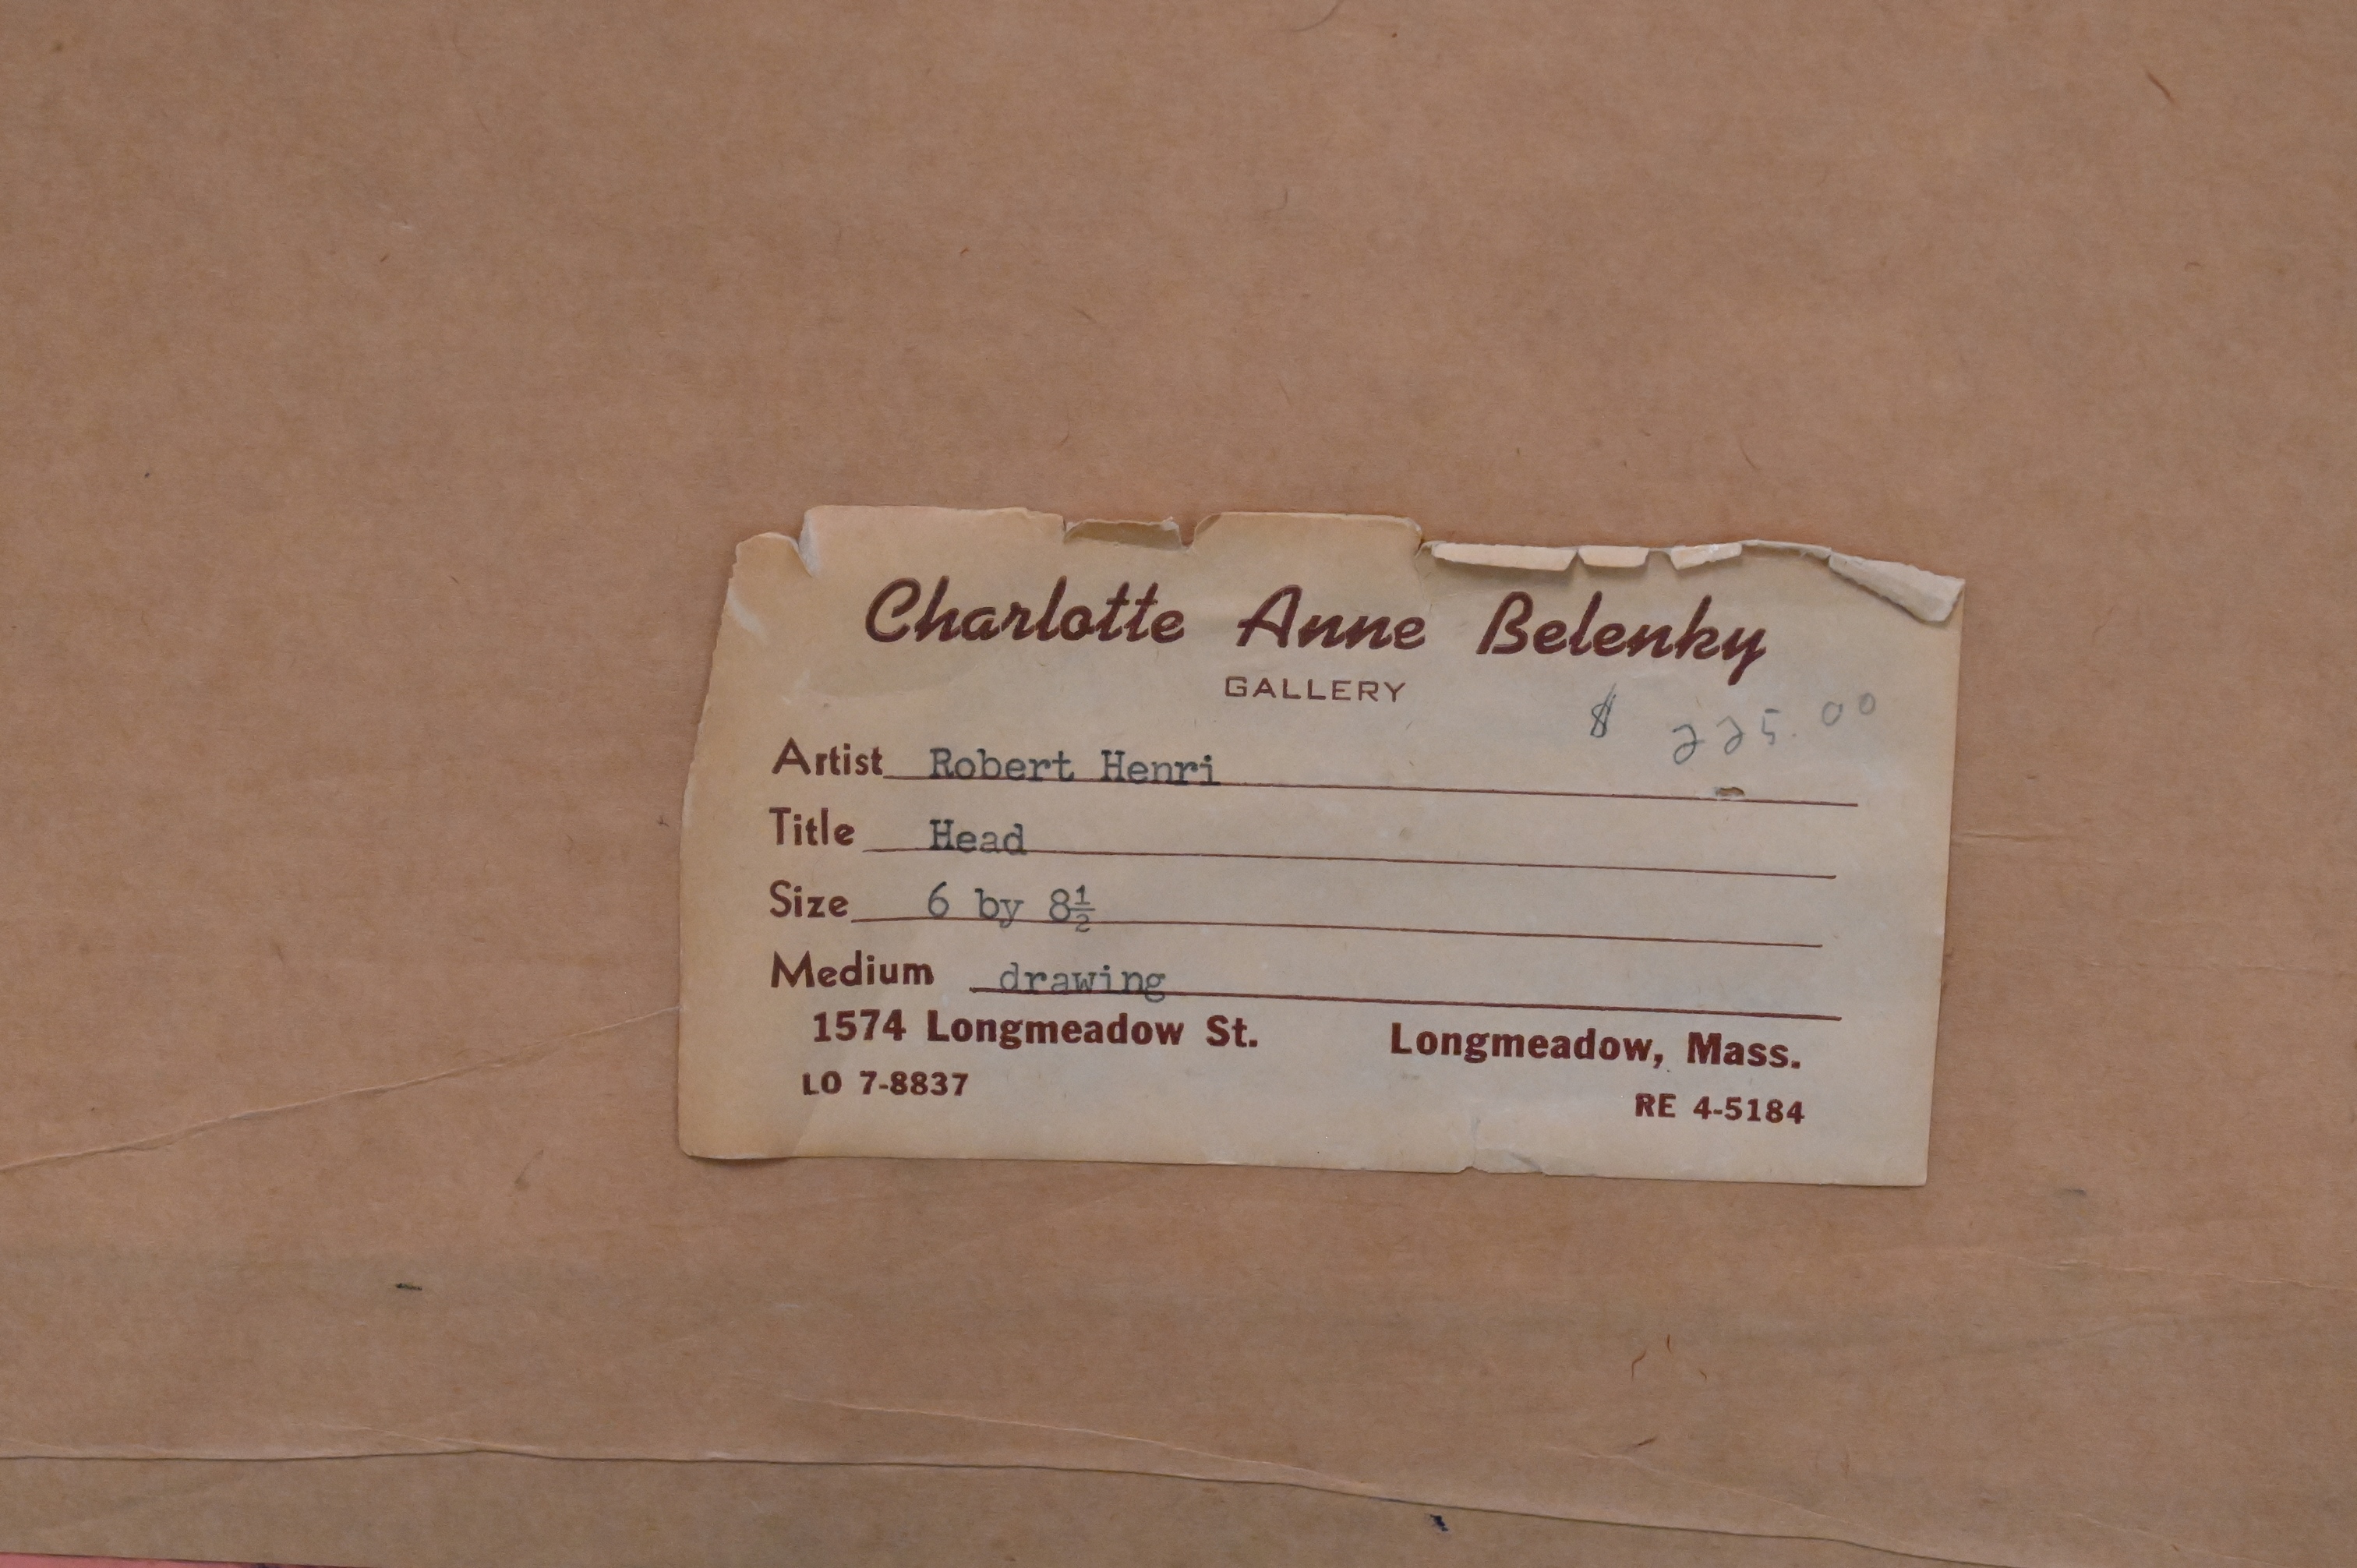 Charlotte Anne Belenky
GALLERY
$ 225.00
Artist Robert Henri
Title Head
Size 6 by 8½
Medium drawing
1574 Longmeadow St. Longmeadow, Mass.
LO 7-8837 RE 4-5184